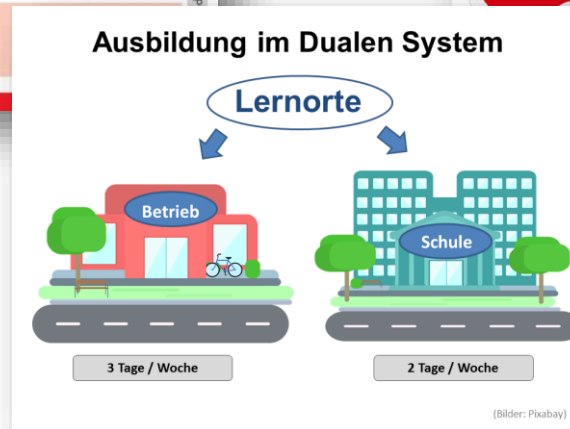 Ausbildung im Dualen System
Lernorte
Betrieb
Schule
3 Tage / Woche
2 Tage / Woche
(Bilder: Pixabay)